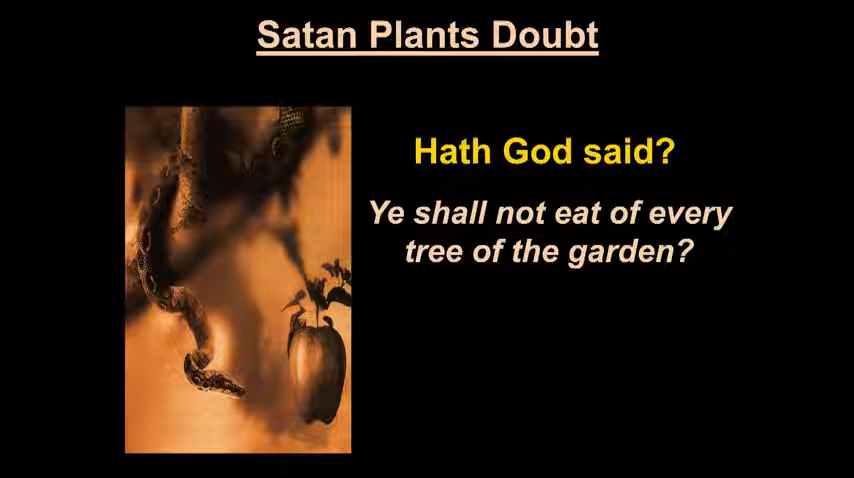 Satan Plants Doubt
Hath God said?
Ye shall not eat of every
tree of the garden?